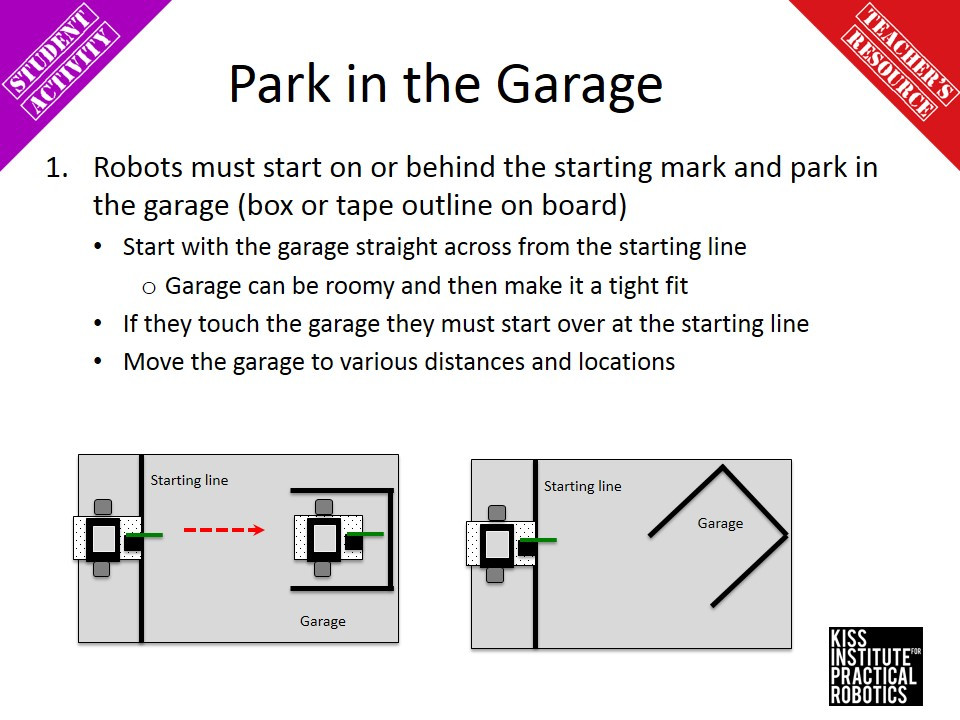 STUDENT
ACTIVITY
TEACHER'S
RESOURCE
Park in the Garage
1. Robots must start on or behind the starting mark and park in
the garage (box or tape outline on board)
• Start with the garage straight across from the starting line
o Garage can be roomy and then make it a tight fit
• If they touch the garage they must start over at the starting line
• Move the garage to various distances and locations
Starting line
Garage
Starting line
Garage
KISS
INSTITUTE FOR
PRACTICAL
ROBOTICS